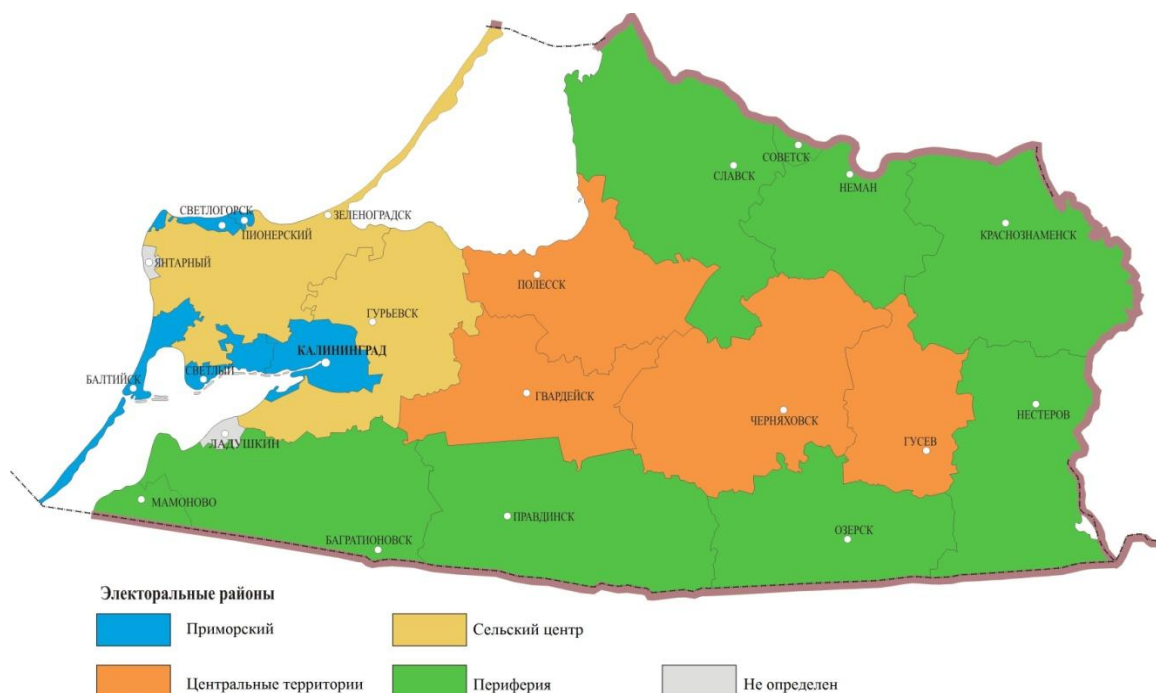 СОВЕТСК
СЛАВСК
НЕМАН
СВЕТЛОГОРСК
ПИОНЕРСКИЙ
ЗЕЛЕНОГРАДСК
КРАСНОЗНАМЕНСК
ЯНТАРНЫЙ
ПОЛЕССК
ГУРЬЕВСК
КАЛИНИНГРАД
СВЕТЛЫЙ
БАЛТИЙСК
ГВАРДЕЙСК
ЧЕРНЯХОВСК
НЕСТЕРОВ
ЛАДУШКИН
ГУСЕВ
МАМОНОВО
ПРАВДИНСК
ОЗЕРСК
БАГРАТИОНОВСК
Электоральные районы
Приморский
Сельский центр
Центральные территории
Периферия
Не определен